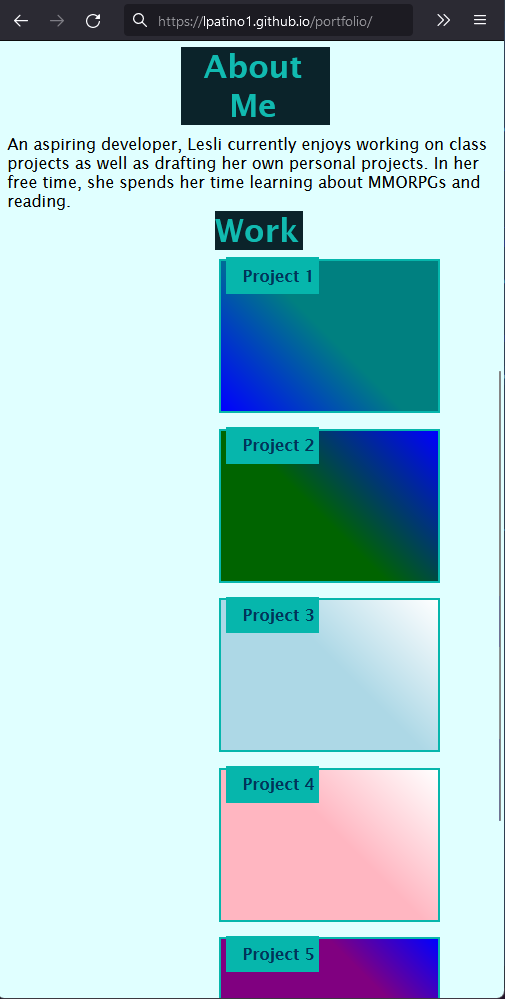 https://lpatino1.github.io/portfolio/
About
Me
An aspiring developer, Lesli currently enjoys working on class
projects as well as drafting her own personal projects. In her
free time, she spends her time learning about MMORPGs and
reading.
Work
Project 1
Project 2
Project 3
Project 4
Project 5